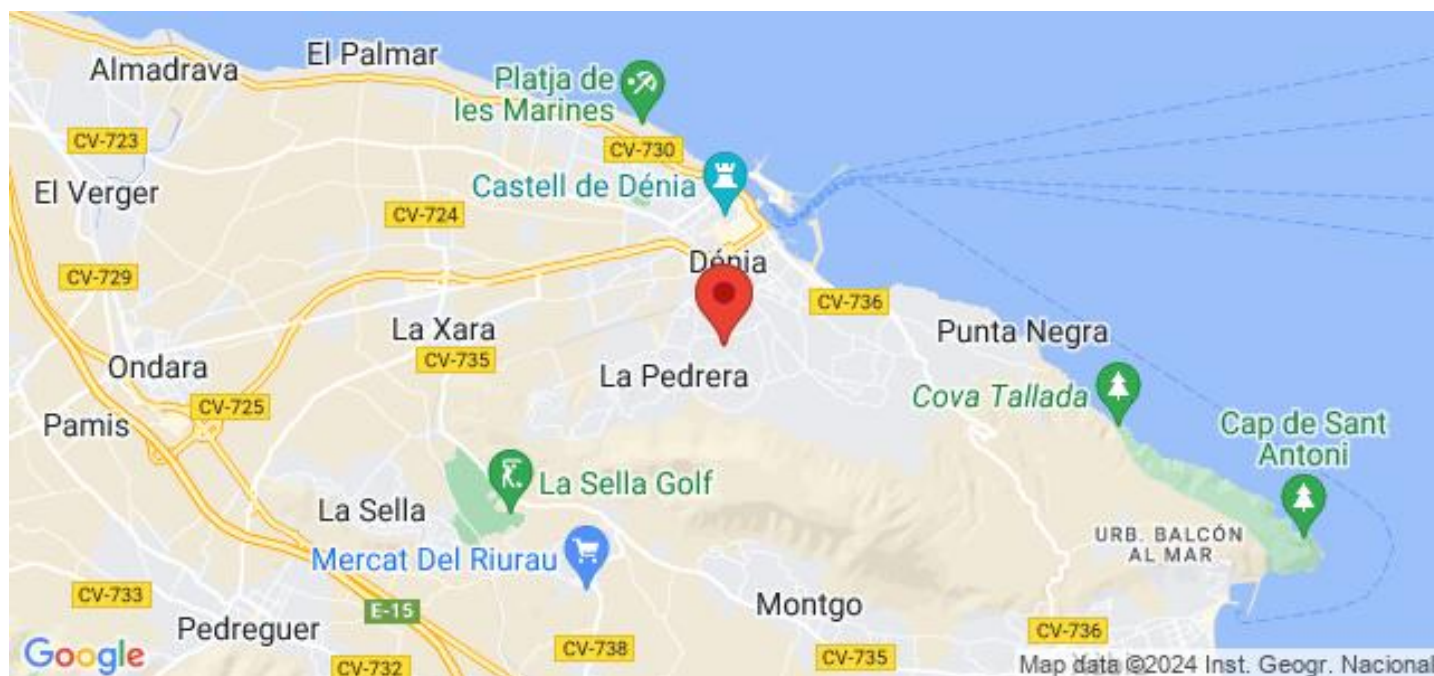 El Palmar
Almadrava
Platja de
les Marines
CV-723
CV-730
El Verger
Castell de Dénia
CV-724
CV-729
Dénia
CV-736
La Xara
Punta Negra
CV-735
Ondara
La Pedrera
Cova Tallada
CV-725
Pamis
Cap de Sant
Antoni
La Sella Golf
La Sella
URB. BALCÓN
AL MAR
Mercat Del Riurau
CV-733
E-15
Montgo
Pedreguer
CV-736
CV-738
CV-735
Google
CV-732
Map data ©2024 Inst. Geogr. Nacional